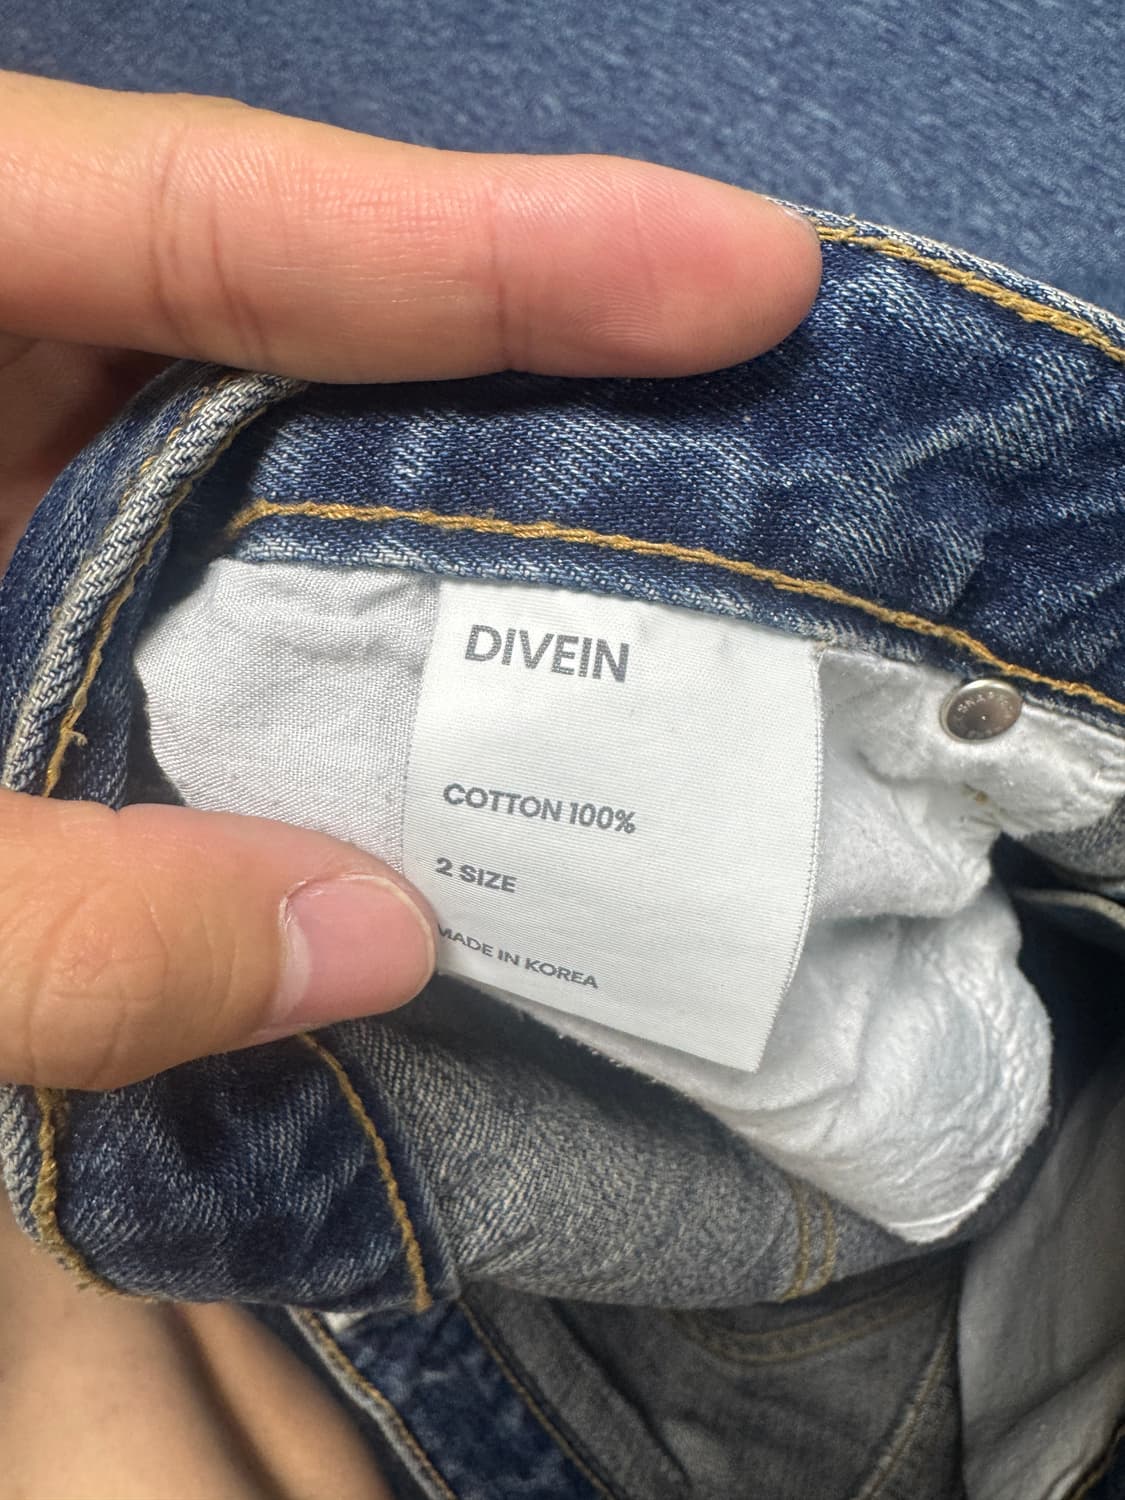 DIVEIN
COTTON 100%
2 SIZE
MADE IN KOREA